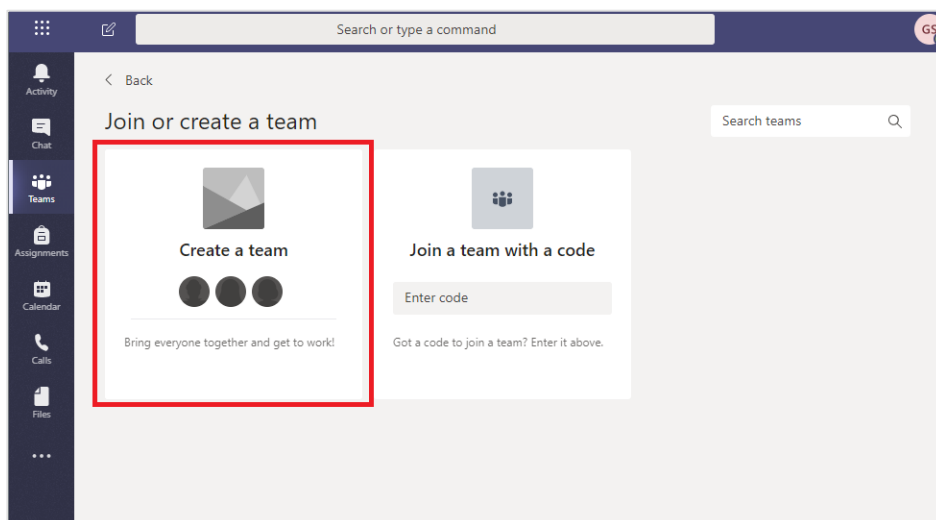 Search or type a command
GS
Activity
Chat
Teams
Assignments
Calendar
Calls
Files
Back
Join or create a team
Search teams
Create a team
Bring everyone together and get to work!
Join a team with a code
Enter code
Got a code to join a team? Enter it above.